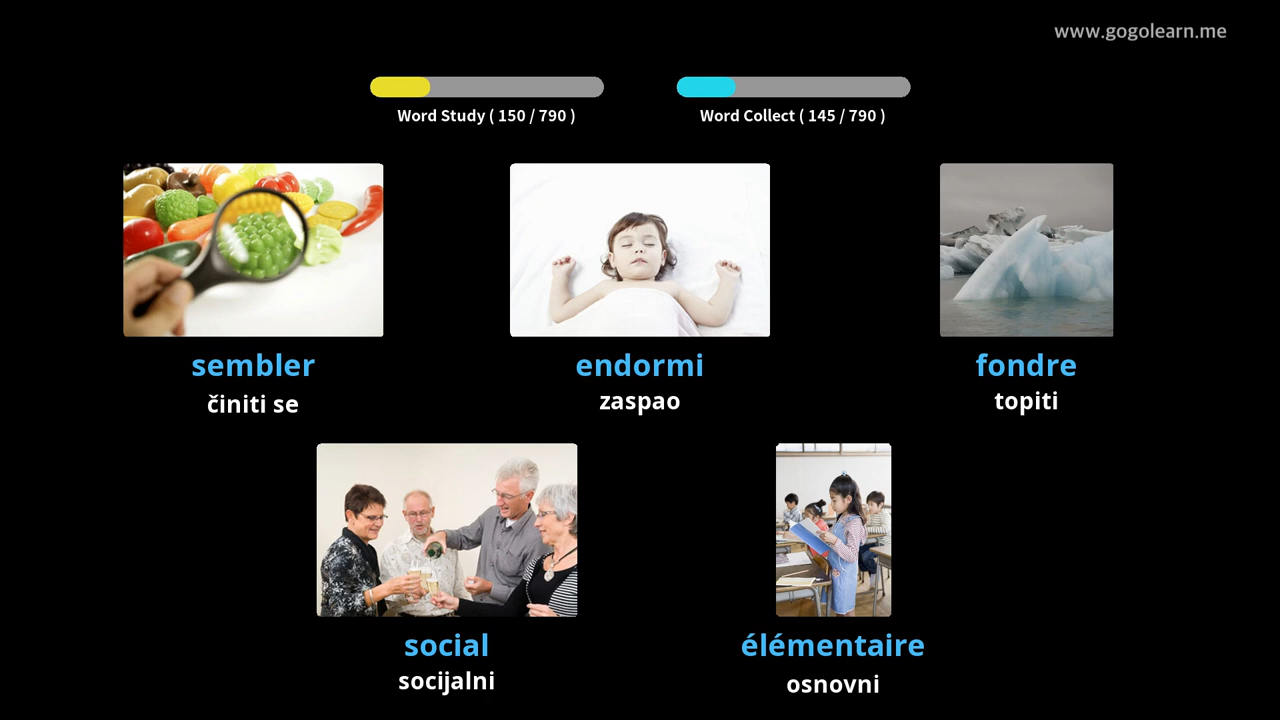 www.gogolearn.me
Word Study ( 150 / 790 )
Word Collect ( 145 / 790 )
sembler
činiti se
endormi
zaspao
fondre
topiti
social
socijalni
élémentaire
osnovni